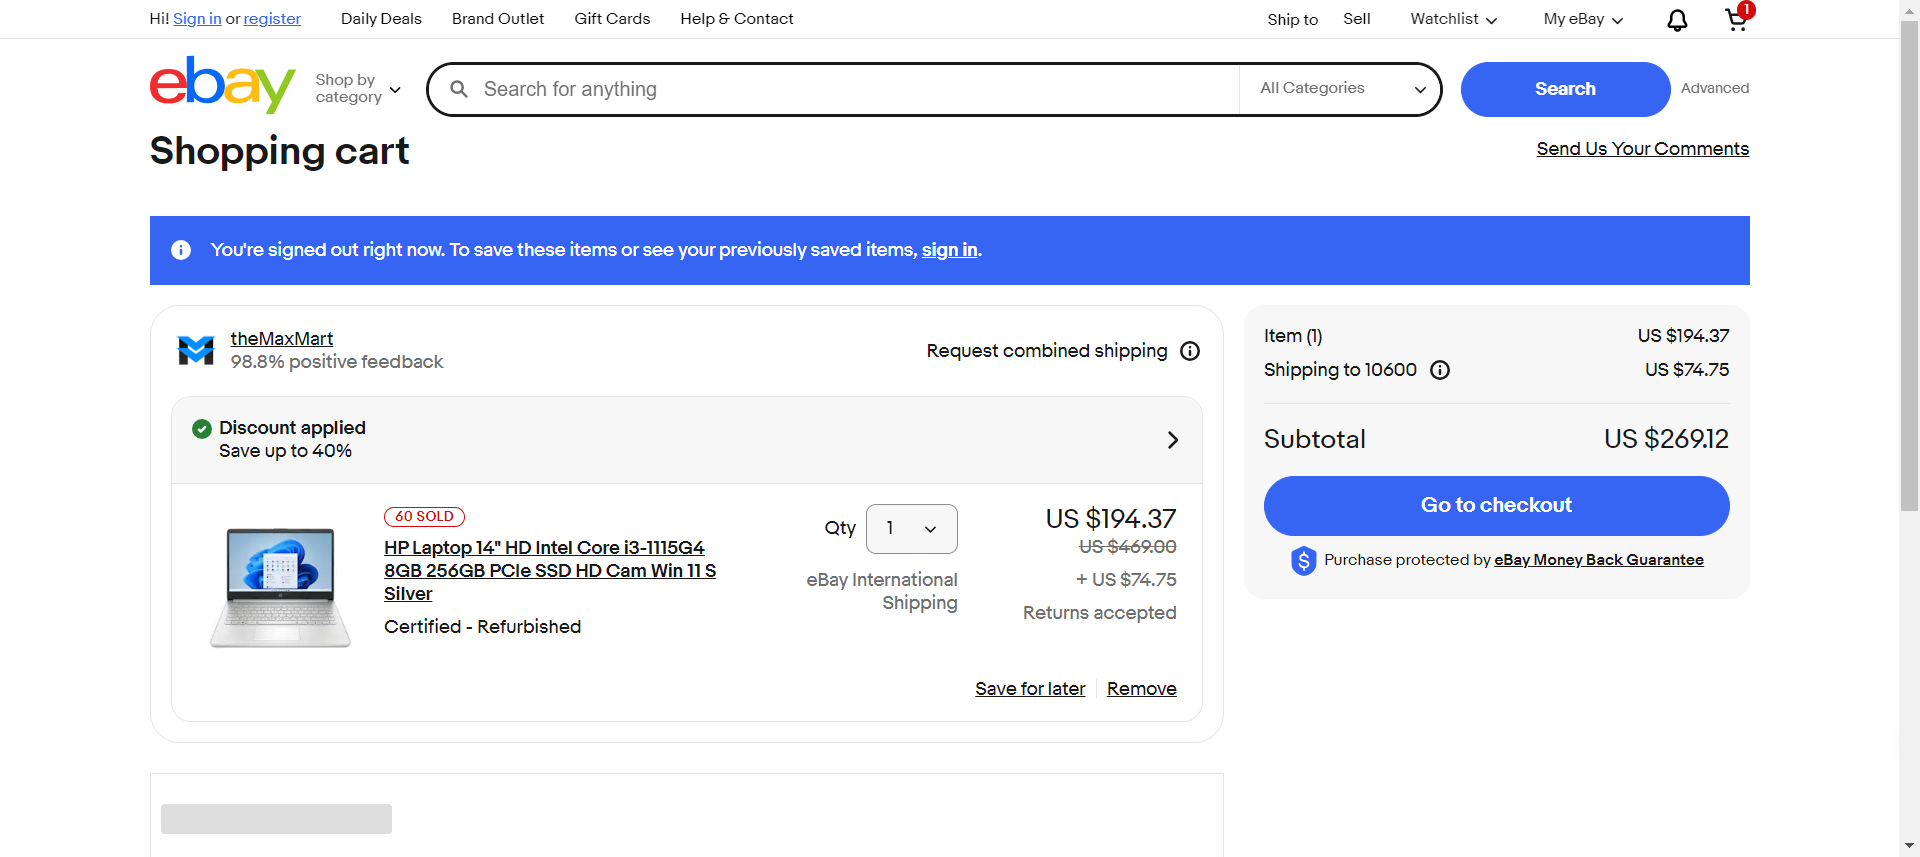 Hi! Sign in or register
Daily Deals
Brand Outlet
Gift Cards
Help & Contact
Ship to
Sell
Watchlist
My eBay
1
ebay
Shop by
category
Search for anything
All Categories
Search
Advanced
Shopping cart
Send Us Your Comments
You're signed out right now. To save these items or see your previously saved items, sign in.
theMaxMart
98.8% positive feedback
Request combined shipping
Discount applied
Save up to 40%
60 SOLD
HP Laptop 14" HD Intel Core i3-1115G4
8GB 256GB PCIe SSD HD Cam Win 11 S
Silver
Certified - Refurbished
Qty
1
eBay International
Shipping
US $194.37
US $469.00
+ US $74.75
Returns accepted
Save for later
Remove
Item (1)
US $194.37
Shipping to 10600
US $74.75
Subtotal
US $269.12
Go to checkout
Purchase protected by eBay Money Back Guarantee